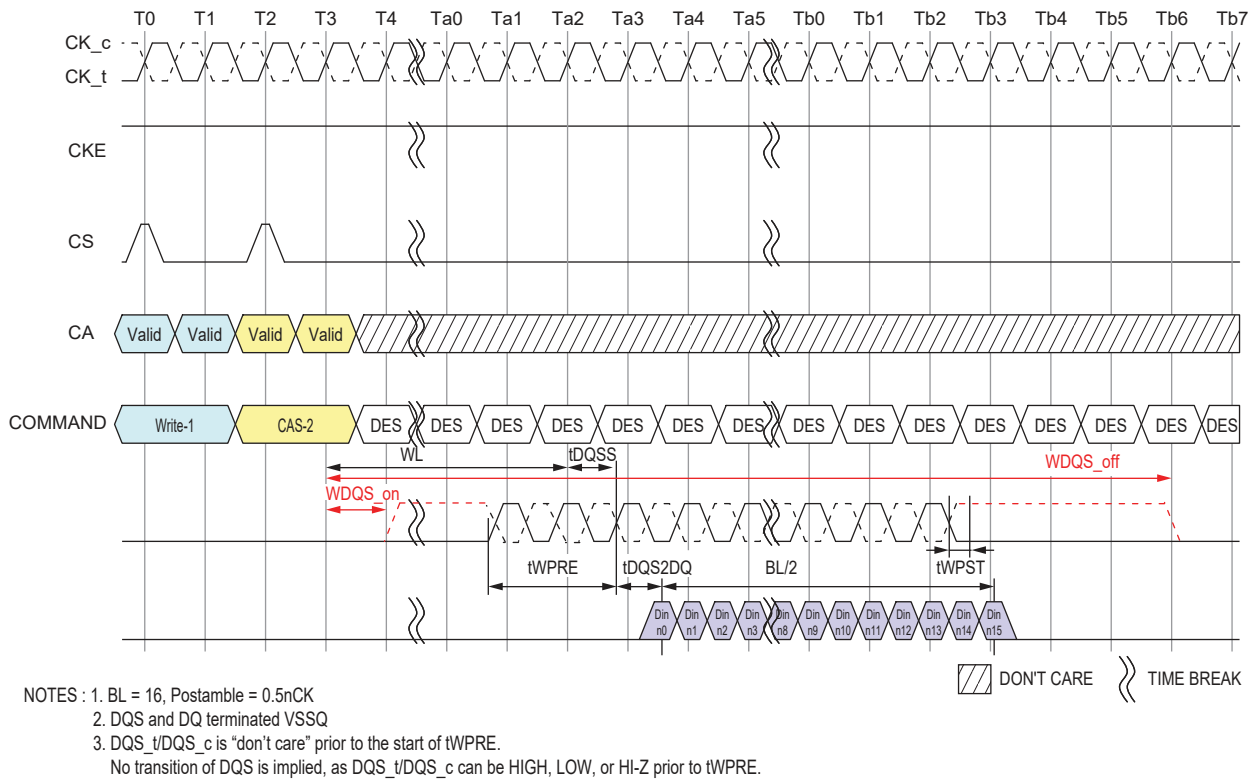 T0 T1 T2 T3 T4 Ta0 Ta1 Ta2 Ta3 Ta4 Ta5 Tb0 Tb1 Tb2 Tb3 Tb4 Tb5 Tb6 Tb7
CK_c
CK_t
CKE
CS
CA Valid Valid Valid Valid
COMMAND Write-1 CAS-2 DES DES DES DES DES DES DES DES DES DES DES DES DES DES DES
WL tDQSS
WDQS_off
WDQS_on
tWPRE tDQS2DQ BL/2 tWPST
Din Din Din Din Din Din Din Din Din Din Din Din
n0 n1 n2 n3 n8 n9 n10 n11 n12 n13 n14 n15
DON'T CARE TIME BREAK
NOTES : 1. BL = 16, Postamble = 0.5nCK
2. DQS and DQ terminated VSSQ
3. DQS_t/DQS_c is “don’t care” prior to the start of tWPRE.
No transition of DQS is implied, as DQS_t/DQS_c can be HIGH, LOW, or HI-Z prior to tWPRE.